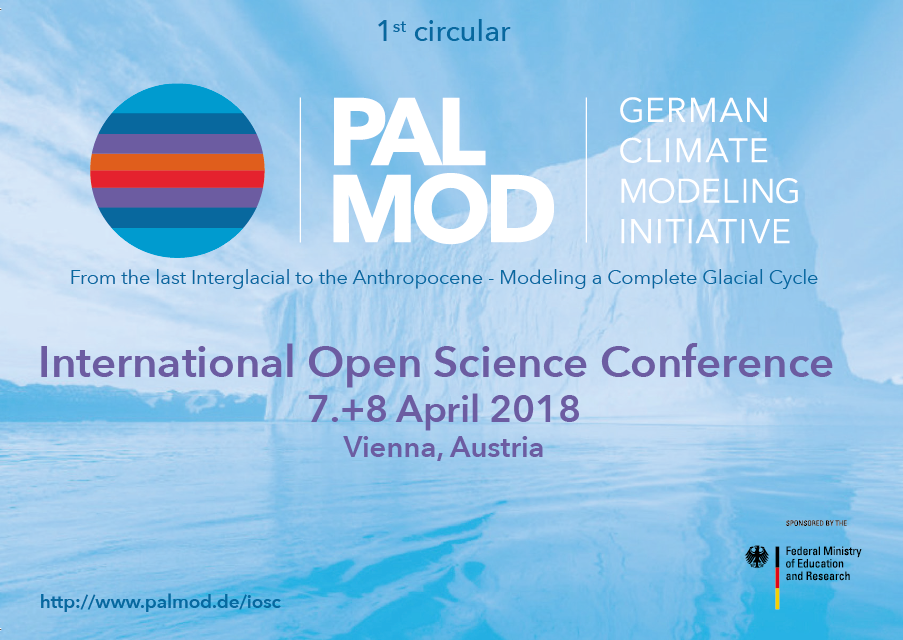 1st circular
PAL
MOD
GERMAN
CLIMATE
MODELING
INITIATIVE
From the last Interglacial to the Anthropocene - Modeling a Complete Glacial Cycle
International Open Science Conference
7.+8 April 2018
Vienna, Austria
SPONSORED BY THE
Federal Ministry
of Education
and Research
http://www.palmod.de/iosc